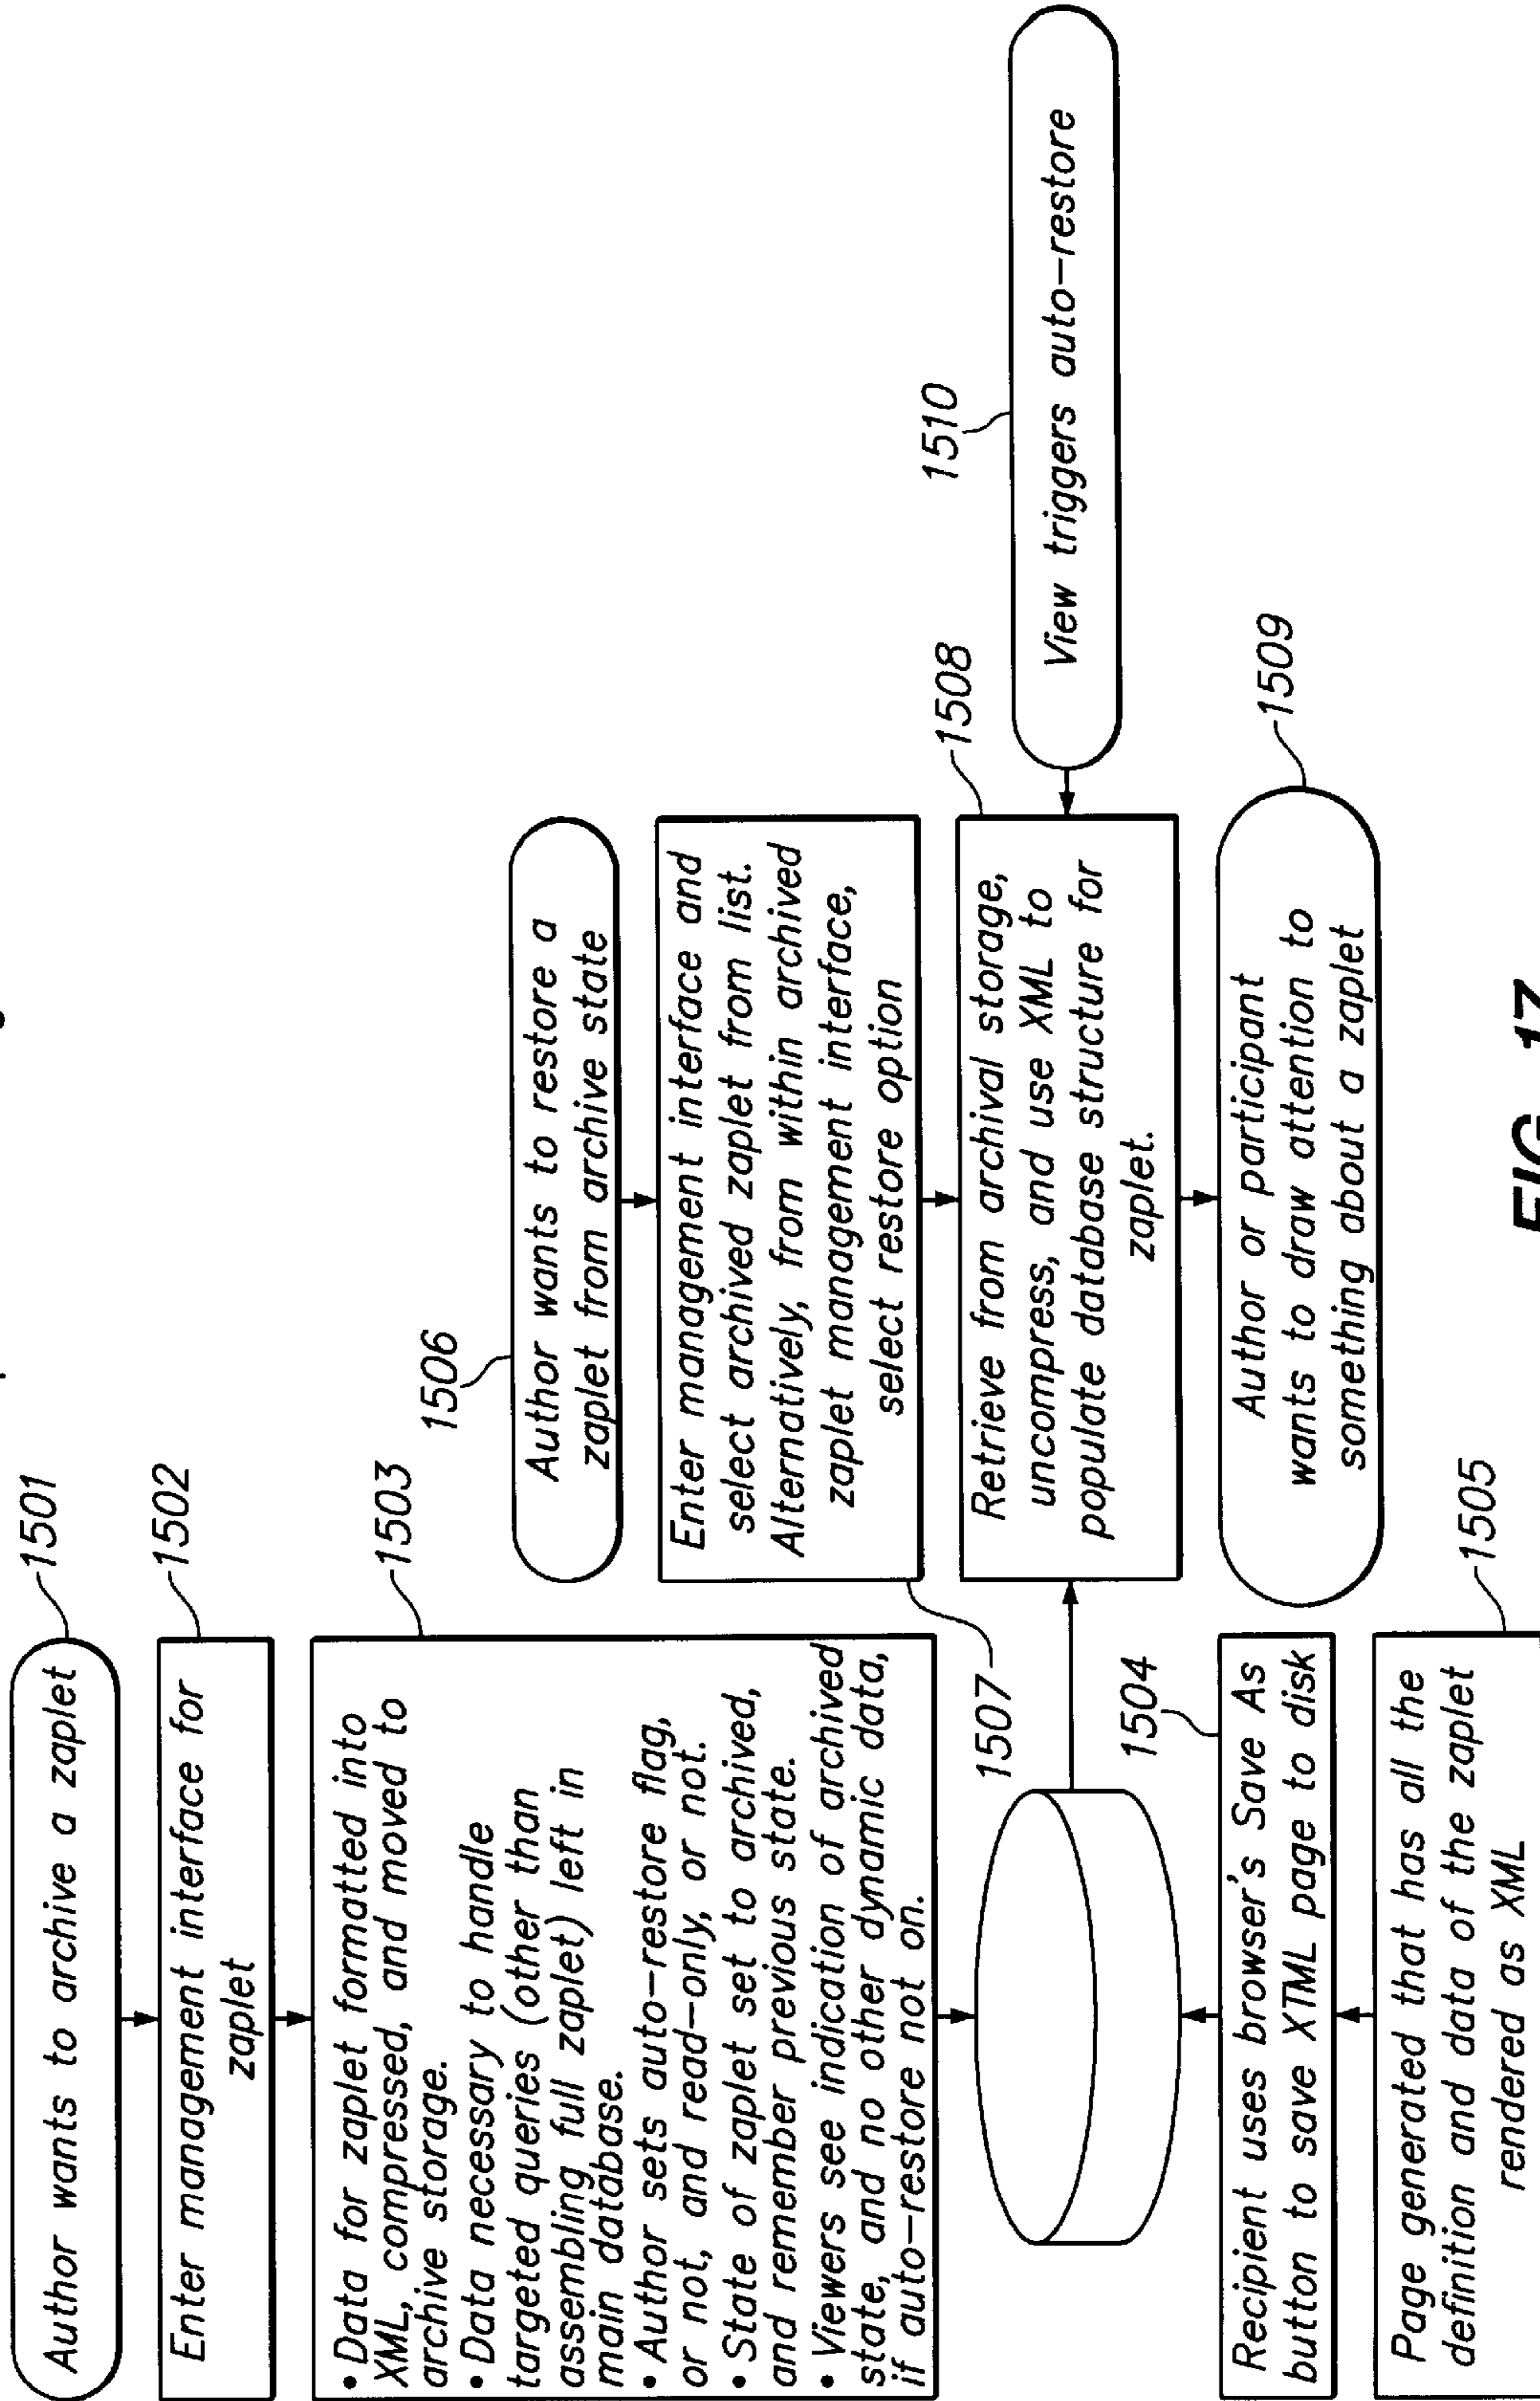 1501
Author wants to archive a zaplet
1502
Enter management interface for
zaplet
1503
• Data for zaplet formatted into
XML, compressed, and moved to
archive storage.
• Data necessary to handle
targeted queries (other than
assembling full zaplet) left in
main database.
• Author sets auto-restore flag,
or not, and read-only, or not.
• State of zaplet set to archived,
and remember previous state.
• Viewers see indication of archived
state, and no other dynamic data,
if auto-restore not on.
1504
Recipient uses browser's Save As
button to save XTML page to disk
1505
Page generated that has all the
definition and data of the zaplet
rendered as XML
1506
Author wants to restore a
zaplet from archive state
1507
Enter management interface and
select archived zaplet from list.
Alternatively, from within archived
zaplet management interface,
select restore option
1508
Retrieve from archival storage,
uncompress, and use XML to
populate database structure for
zaplet.
1509
Author or participant
wants to draw attention to
something about a zaplet
1510
View triggers auto-restore
FIG. 17